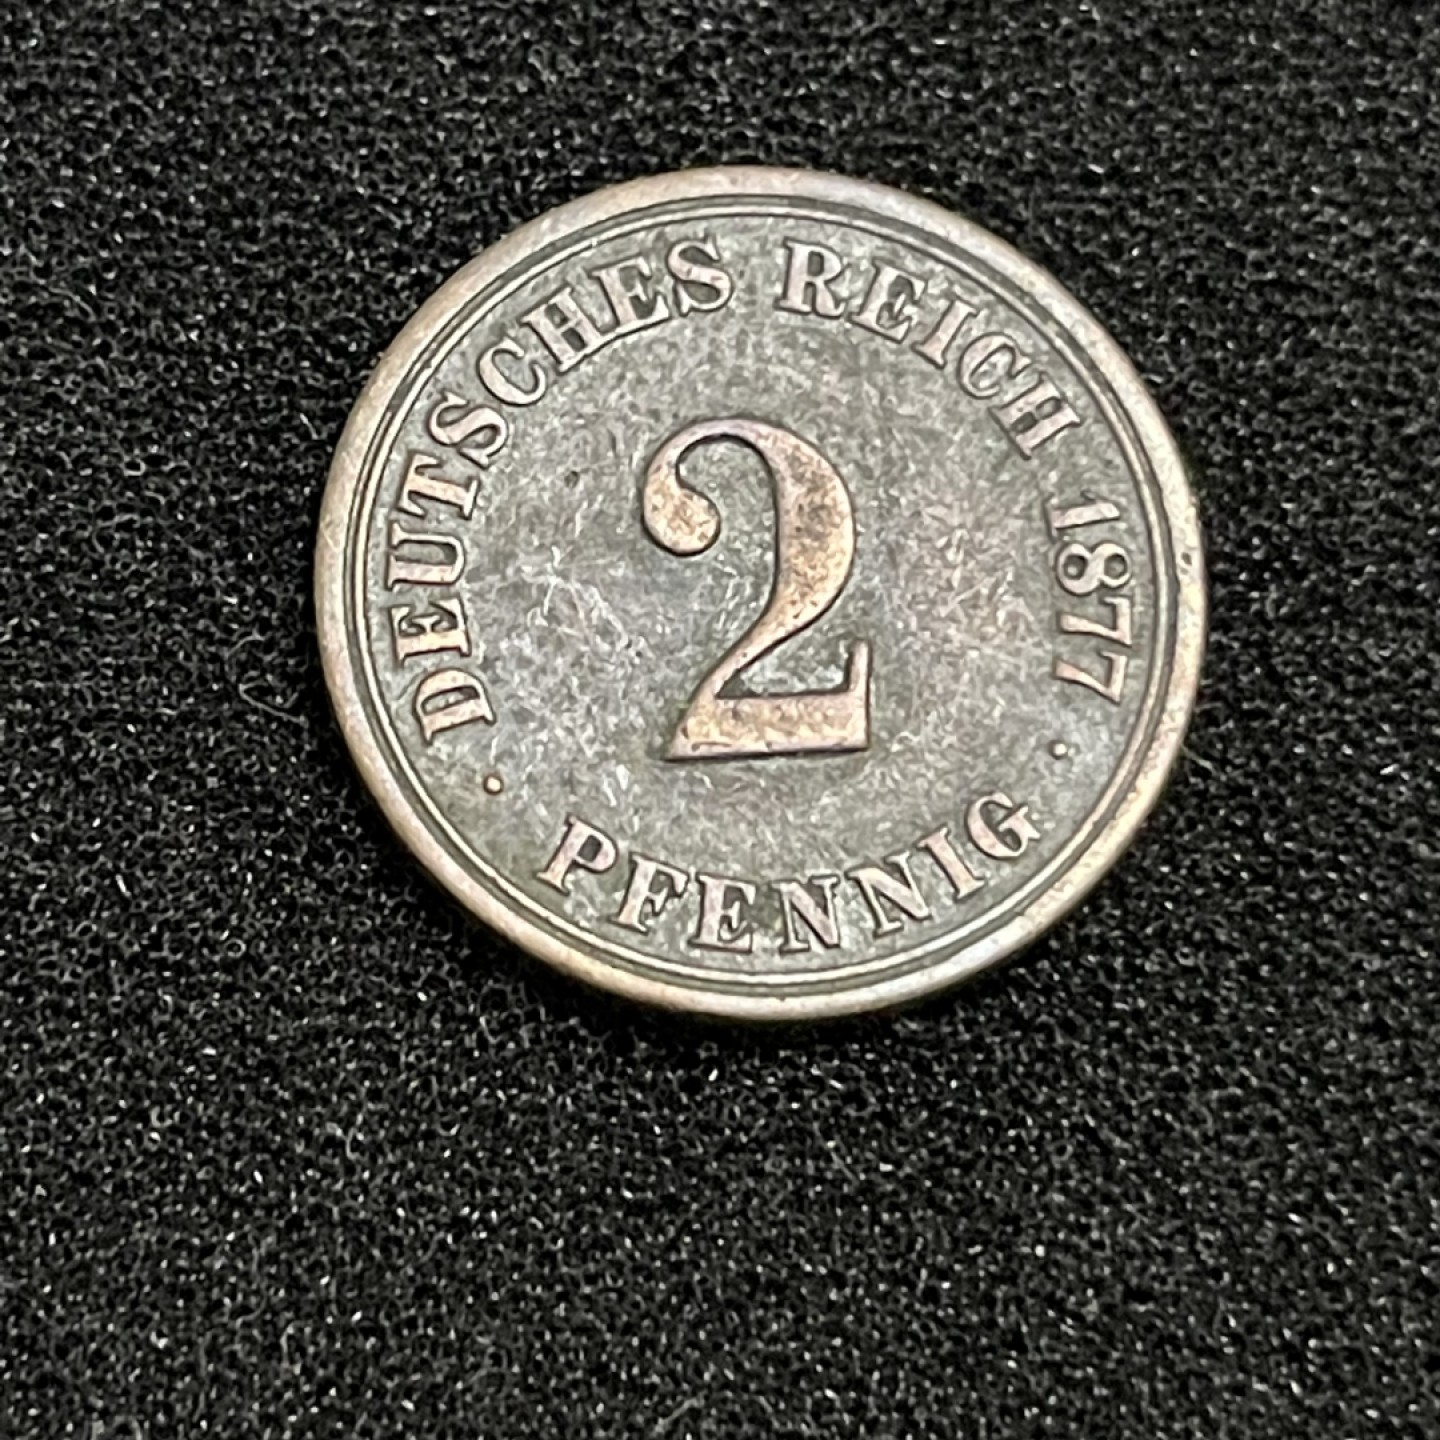 DEUTSCHES REICH 1877
2
· PFENNIG ·